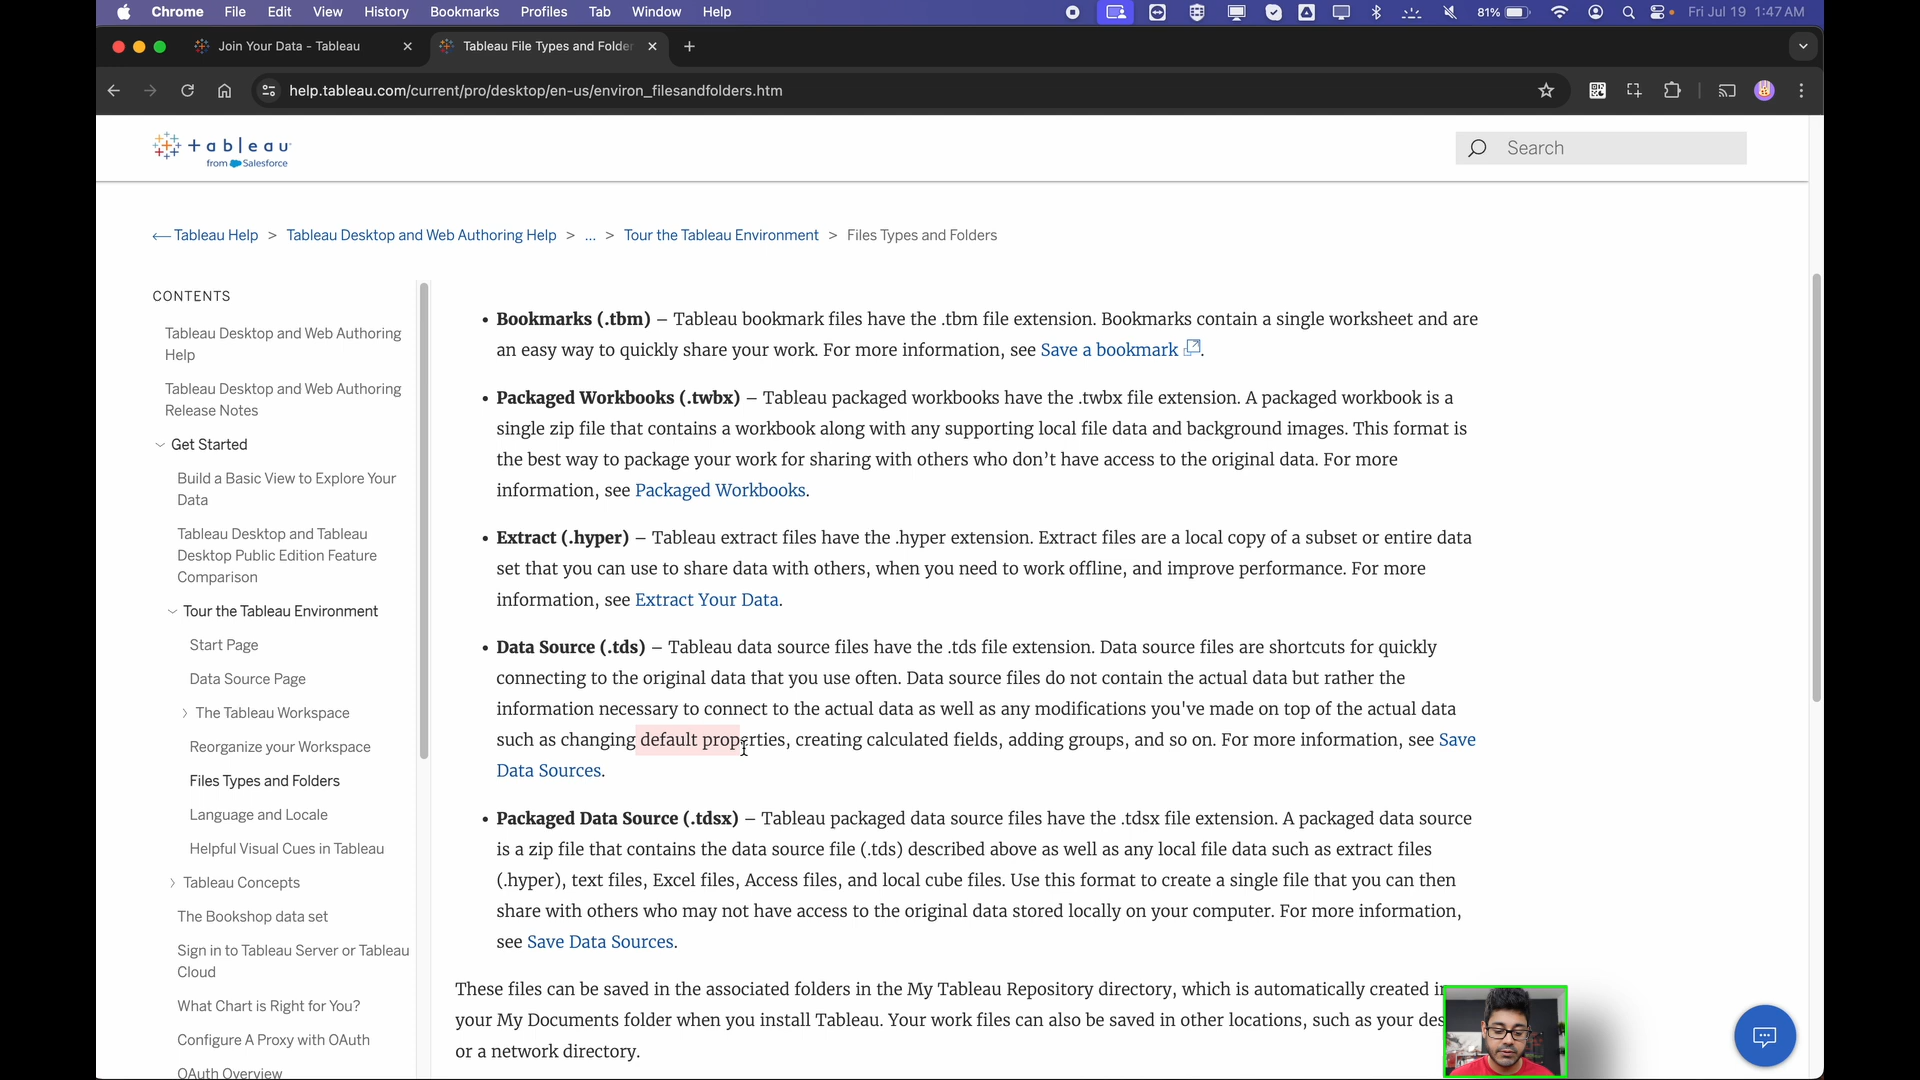 Chrome File Edit View History Bookmarks Profiles Tab Window Help 81% Fri Jul 19 1:47 AM
Join Your Data - Tableau
Tableau File Types and Folder
help.tableau.com/current/pro/desktop/en-us/environ_filesandfolders.htm
+ableau
from Salesforce
Search
Tableau Help > Tableau Desktop and Web Authoring Help > ... > Tour the Tableau Environment > Files Types and Folders
CONTENTS
Tableau Desktop and Web Authoring
Help
Tableau Desktop and Web Authoring
Release Notes
Get Started
Build a Basic View to Explore Your
Data
Tableau Desktop and Tableau
Desktop Public Edition Feature
Comparison
Tour the Tableau Environment
Start Page
Data Source Page
The Tableau Workspace
Reorganize your Workspace
Files Types and Folders
Language and Locale
Helpful Visual Cues in Tableau
Tableau Concepts
The Bookshop data set
Sign in to Tableau Server or Tableau
Cloud
What Chart is Right for You?
Configure A Proxy with OAuth
OAuth Overview
• Bookmarks (.tbm) – Tableau bookmark files have the .tbm file extension. Bookmarks contain a single worksheet and are
an easy way to quickly share your work. For more information, see Save a bookmark.
• Packaged Workbooks (.twbx) – Tableau packaged workbooks have the .twbx file extension. A packaged workbook is a
single zip file that contains a workbook along with any supporting local file data and background images. This format is
the best way to package your work for sharing with others who don’t have access to the original data. For more
information, see Packaged Workbooks.
• Extract (.hyper) – Tableau extract files have the .hyper extension. Extract files are a local copy of a subset or entire data
set that you can use to share data with others, when you need to work offline, and improve performance. For more
information, see Extract Your Data.
• Data Source (.tds) – Tableau data source files have the .tds file extension. Data source files are shortcuts for quickly
connecting to the original data that you use often. Data source files do not contain the actual data but rather the
information necessary to connect to the actual data as well as any modifications you've made on top of the actual data
such as changing default properties, creating calculated fields, adding groups, and so on. For more information, see Save
Data Sources.
• Packaged Data Source (.tdsx) – Tableau packaged data source files have the .tdsx file extension. A packaged data source
is a zip file that contains the data source file (.tds) described above as well as any local file data such as extract files
(.hyper), text files, Excel files, Access files, and local cube files. Use this format to create a single file that you can then
share with others who may not have access to the original data stored locally on your computer. For more information,
see Save Data Sources.
These files can be saved in the associated folders in the My Tableau Repository directory, which is automatically created in
your My Documents folder when you install Tableau. Your work files can also be saved in other locations, such as your des
or a network directory.